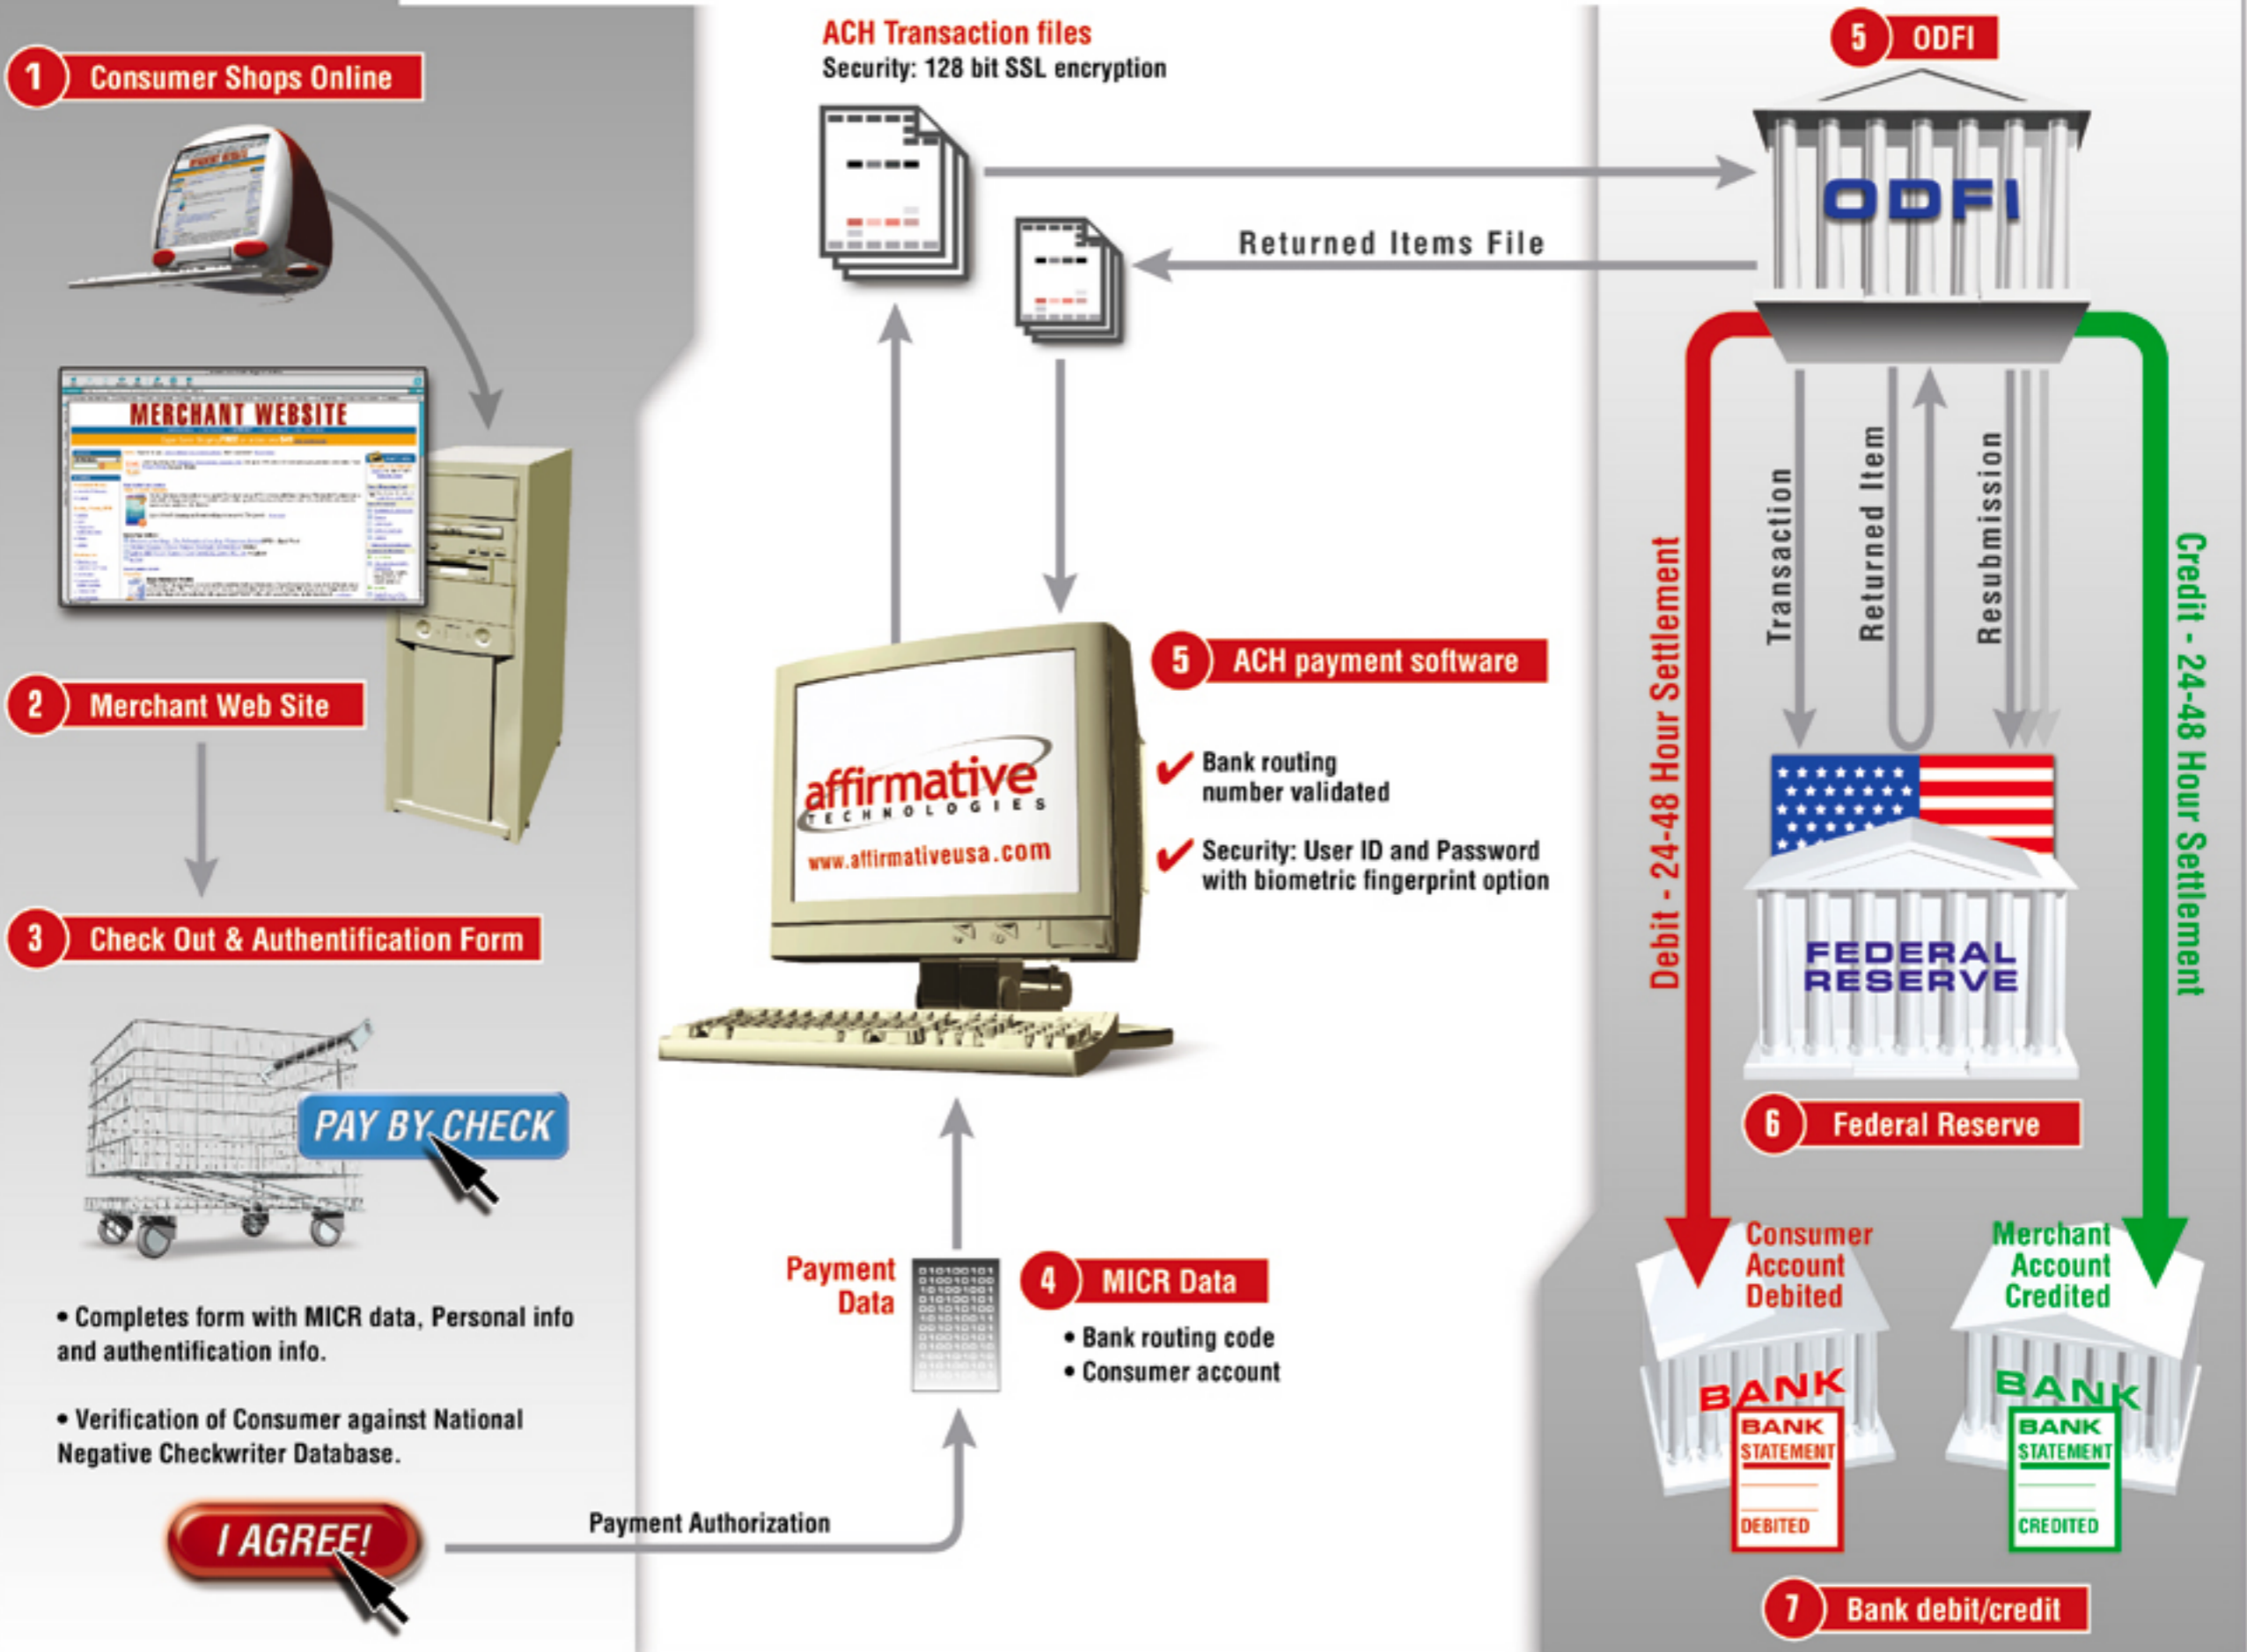 1 Consumer Shops Online
MERCHANT WEBSITE
2 Merchant Web Site
3 Check Out & Authentification Form
PAY BY CHECK
• Completes form with MICR data, Personal info
and authentification info.
• Verification of Consumer against National
Negative Checkwriter Database.
I AGREE!
Payment Authorization
Payment
Data
4 MICR Data
• Bank routing code
• Consumer account
ACH Transaction files
Security: 128 bit SSL encryption
Returned Items File
affirmative
TECHNOLOGIES
www.affirmativeusa.com
5 ACH payment software
Bank routing
number validated
Security: User ID and Password
with biometric fingerprint option
5 ODFI
ODFI
Debit - 24-48 Hour Settlement
Transaction
Returned Item
Resubmission
Credit - 24-48 Hour Settlement
FEDERAL
RESERVE
6 Federal Reserve
Consumer
Account
Debited
BANK
BANK
STATEMENT
DEBITED
Merchant
Account
Credited
BANK
BANK
STATEMENT
CREDITED
7 Bank debit/credit